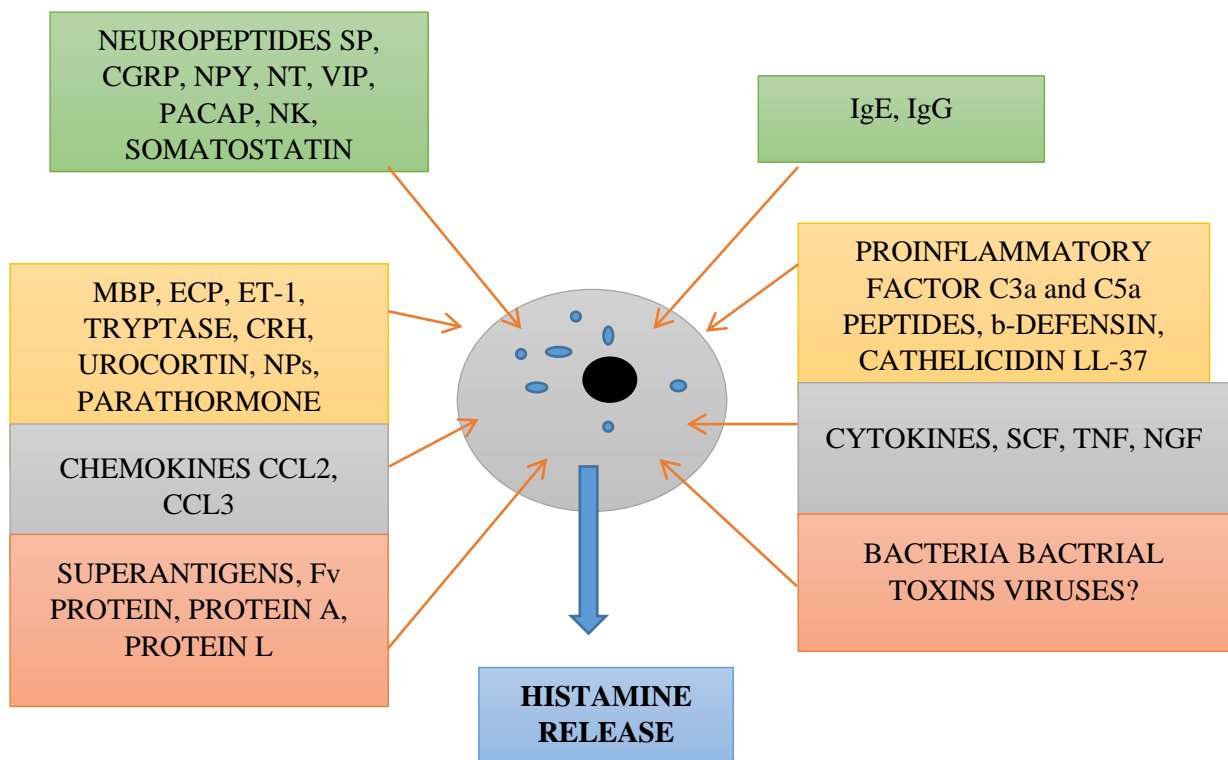 NEUROPEPTIDES SP,
CGRP, NPY, NT, VIP,
PACAP, NK,
SOMATOSTATIN
IgE, IgG
MBP, ECP, ET-1,
TRYPTASE, CRH,
UROCORTIN, NPs,
PARATHORMONE
PROINFLAMMATORY
FACTOR C3a and C5a
PEPTIDES, b-DEFENSIN,
CATHELICIDIN LL-37
CHEMOKINES CCL2,
CCL3
CYTOKINES, SCF, TNF, NGF
SUPERANTIGENS, Fv
PROTEIN, PROTEIN A,
PROTEIN L
BACTERIA BACTRIAL
TOXINS VIRUSES?
HISTAMINE
RELEASE